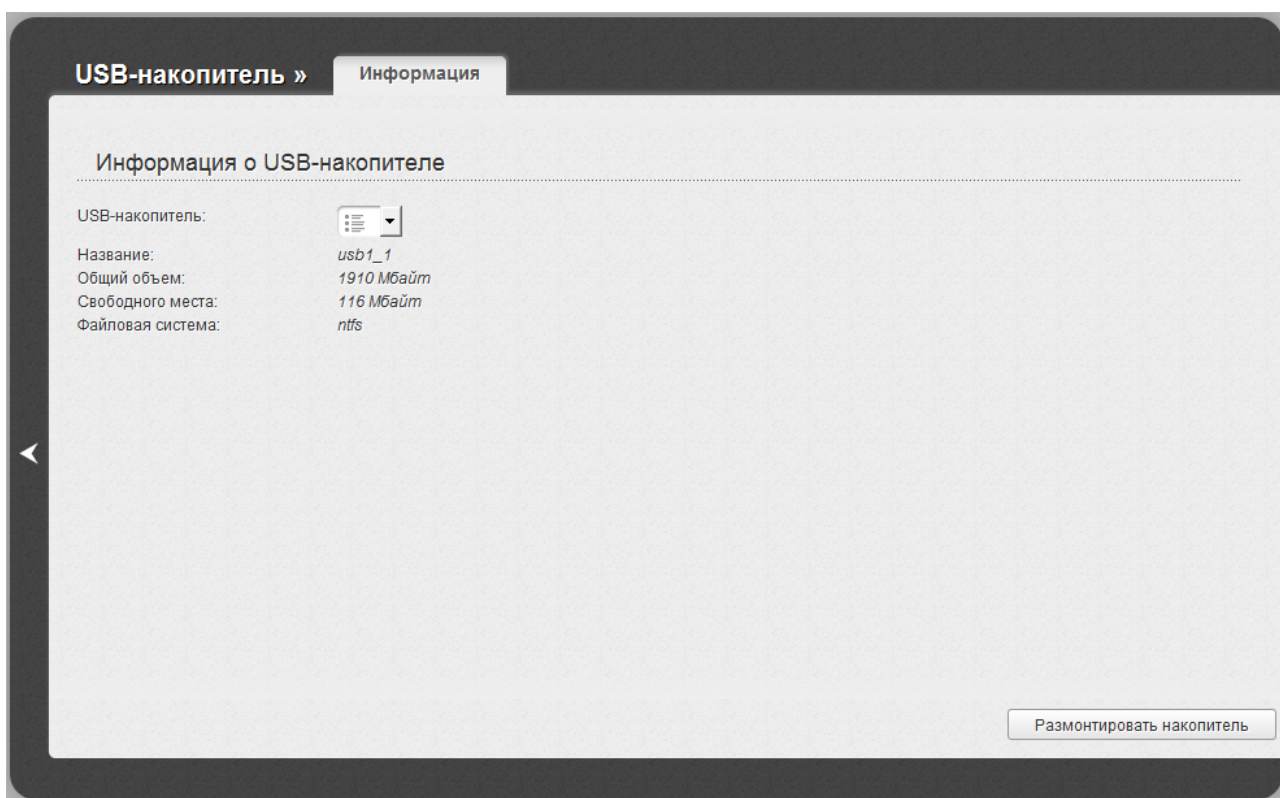 USB-накопитель » Информация
Информация о USB-накопителе
USB-накопитель:
Название: usb1_1
Общий объем: 1910 Мбайт
Свободного места: 116 Мбайт
Файловая система: ntfs
Размонтировать накопитель